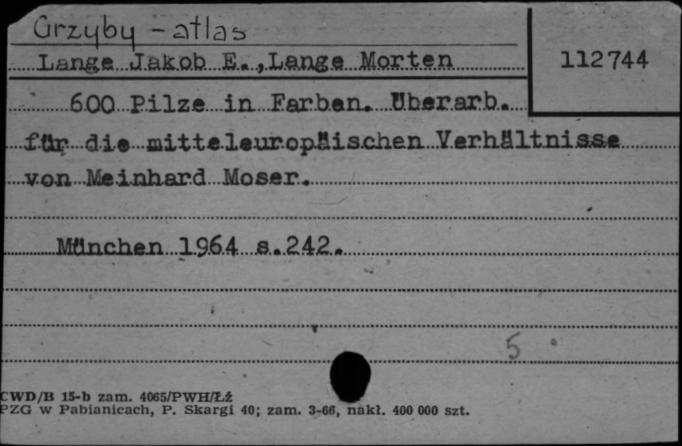 Grzyby - atlas
Lange Jakob E., Lange Morten
112744
600 Pilze in Farben. Überarb.
für die mitteleuropäischen Verhältnisse
von Meinhard Moser.
München 1964 s.242.
5
CWD/B 15-b zam. 4065/PWH/Łź
PZG w Pabianicach, P. Skargi 40; zam. 3-66, nakł. 400 000 szt.